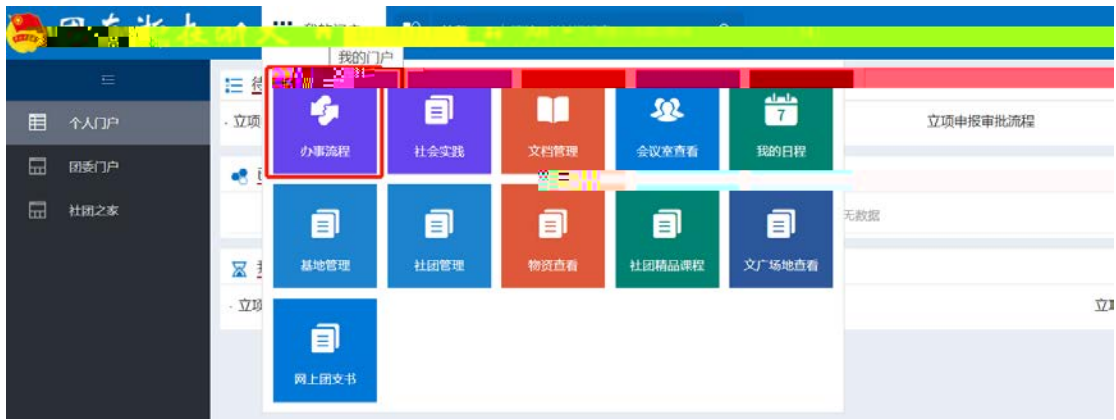 我的门户
个人门户
团委门户
社团之家
· 立项
办事流程
社会实践
文档管理
会议室查看
7
我的日程
立项申报审批流程
无数据
基地管理
社团管理
物资查看
社团精品课程
文广场地查看
· 立项
网上团支书